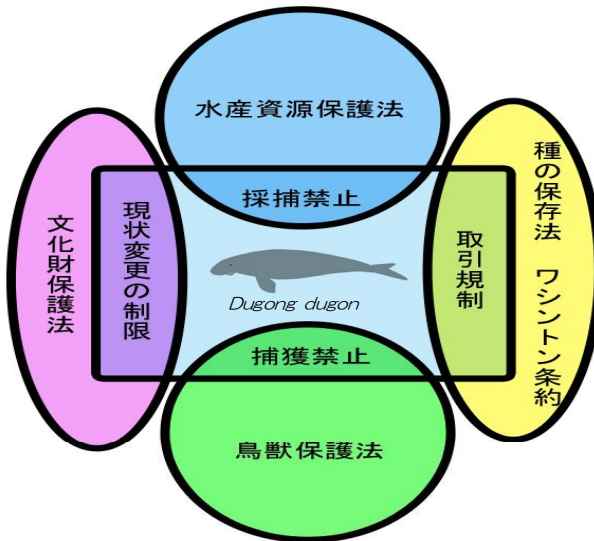 水産資源保護法
採捕禁止
文化財保護法
現状変更の制限
Dugong dugon
取引規制
種の保存法 ワシントン条約
捕獲禁止
鳥獣保護法